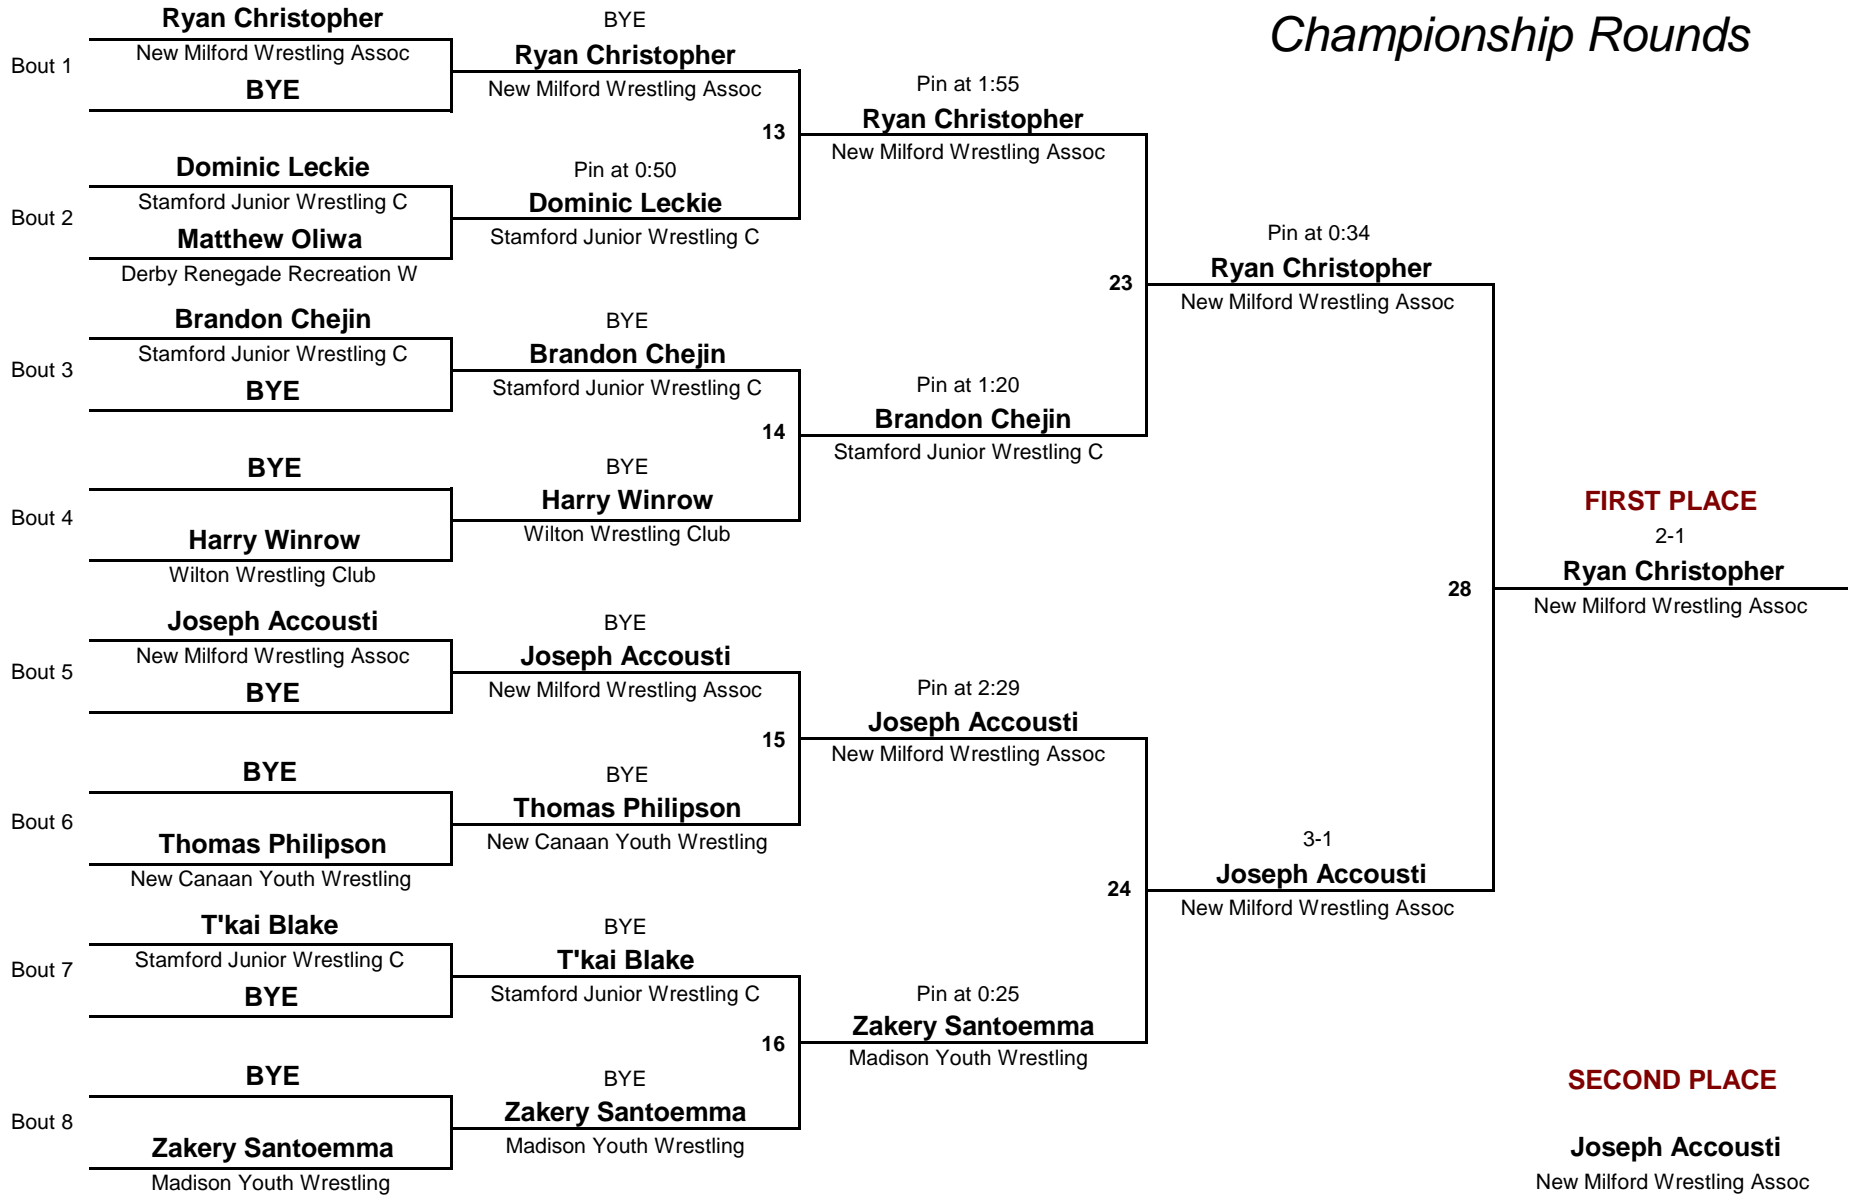 Championship Rounds
Bout 1
Ryan Christopher
New Milford Wrestling Assoc
BYE
Bout 2
Dominic Leckie
Stamford Junior Wrestling C
Matthew Oliwa
Derby Renegade Recreation W
Bout 3
Brandon Chejin
Stamford Junior Wrestling C
BYE
Bout 4
BYE
Harry Winrow
Wilton Wrestling Club
Bout 5
Joseph Accousti
New Milford Wrestling Assoc
BYE
Bout 6
BYE
Thomas Philipson
New Canaan Youth Wrestling
Bout 7
T'kai Blake
Stamford Junior Wrestling C
BYE
Bout 8
BYE
Zakery Santoemma
Madison Youth Wrestling
BYE
Ryan Christopher
New Milford Wrestling Assoc
13
Pin at 0:50
Dominic Leckie
Stamford Junior Wrestling C
BYE
Brandon Chejin
Stamford Junior Wrestling C
14
BYE
Harry Winrow
Wilton Wrestling Club
BYE
Joseph Accousti
New Milford Wrestling Assoc
15
BYE
Thomas Philipson
New Canaan Youth Wrestling
BYE
T'kai Blake
Stamford Junior Wrestling C
16
BYE
Zakery Santoemma
Madison Youth Wrestling
Pin at 1:55
Ryan Christopher
New Milford Wrestling Assoc
23
Pin at 1:20
Brandon Chejin
Stamford Junior Wrestling C
Pin at 2:29
Joseph Accousti
New Milford Wrestling Assoc
24
Pin at 0:25
Zakery Santoemma
Madison Youth Wrestling
Pin at 0:34
Ryan Christopher
New Milford Wrestling Assoc
28
3-1
Joseph Accousti
New Milford Wrestling Assoc
FIRST PLACE
2-1
Ryan Christopher
New Milford Wrestling Assoc
SECOND PLACE
Joseph Accousti
New Milford Wrestling Assoc